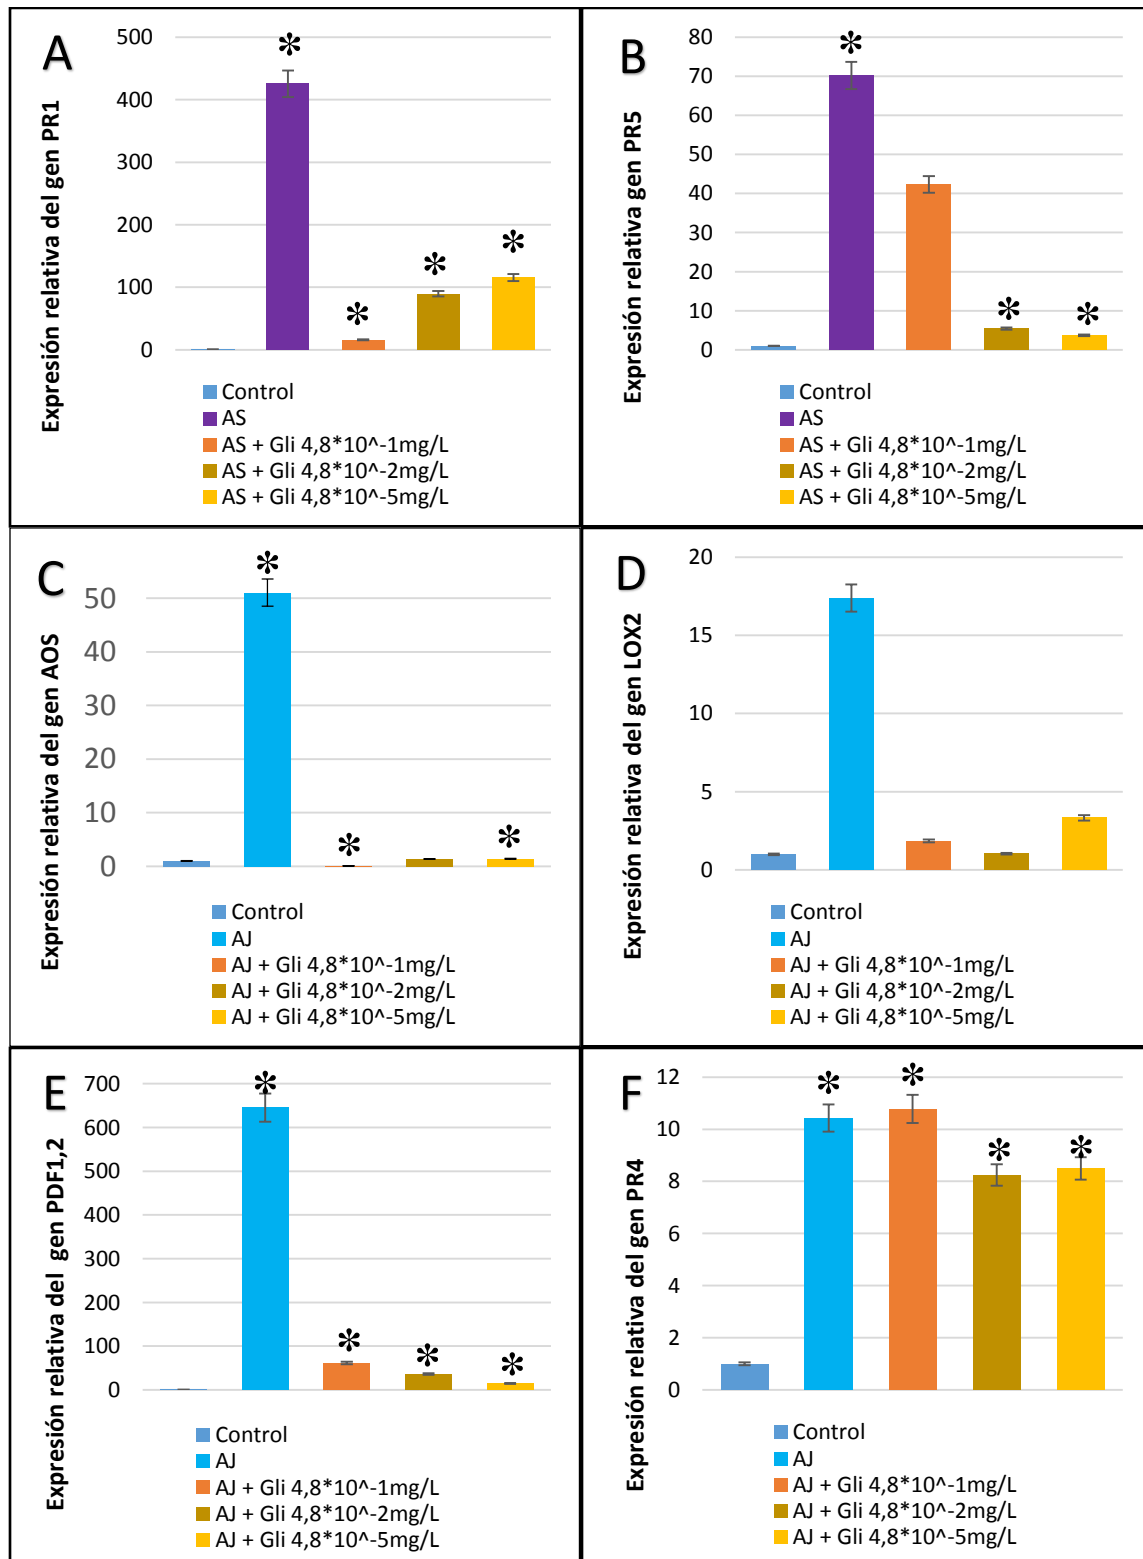 A
Expresión relativa del gen PR1
500
400
300
200
100
0
*
*
*
*
Control
AS
AS + Gli 4,8*10^-1mg/L
AS + Gli 4,8*10^-2mg/L
AS + Gli 4,8*10^-5mg/L
B
Expresión relativa gen PR5
80
70
60
50
40
30
20
10
0
*
*
*
Control
AS
AS + Gli 4,8*10^-1mg/L
AS + Gli 4,8*10^-2mg/L
AS + Gli 4,8*10^-5mg/L
C
Expresión relativa del gen AOS
50
40
30
20
10
0
*
*
*
Control
AJ
AJ + Gli 4,8*10^-1mg/L
AJ + Gli 4,8*10^-2mg/L
AJ + Gli 4,8*10^-5mg/L
D
Expresión relativa del gen LOX2
20
15
10
5
0
Control
AJ
AJ + Gli 4,8*10^-1mg/L
AJ + Gli 4,8*10^-2mg/L
AJ + Gli 4,8*10^-5mg/L
E
Expresión relativa del gen PDF1,2
700
600
500
400
300
200
100
0
*
*
*
*
Control
AJ
AJ + Gli 4,8*10^-1mg/L
AJ + Gli 4,8*10^-2mg/L
AJ + Gli 4,8*10^-5mg/L
F
Expresión relativa del gen PR4
12
10
8
6
4
2
0
*
*
*
*
Control
AJ
AJ + Gli 4,8*10^-1mg/L
AJ + Gli 4,8*10^-2mg/L
AJ + Gli 4,8*10^-5mg/L